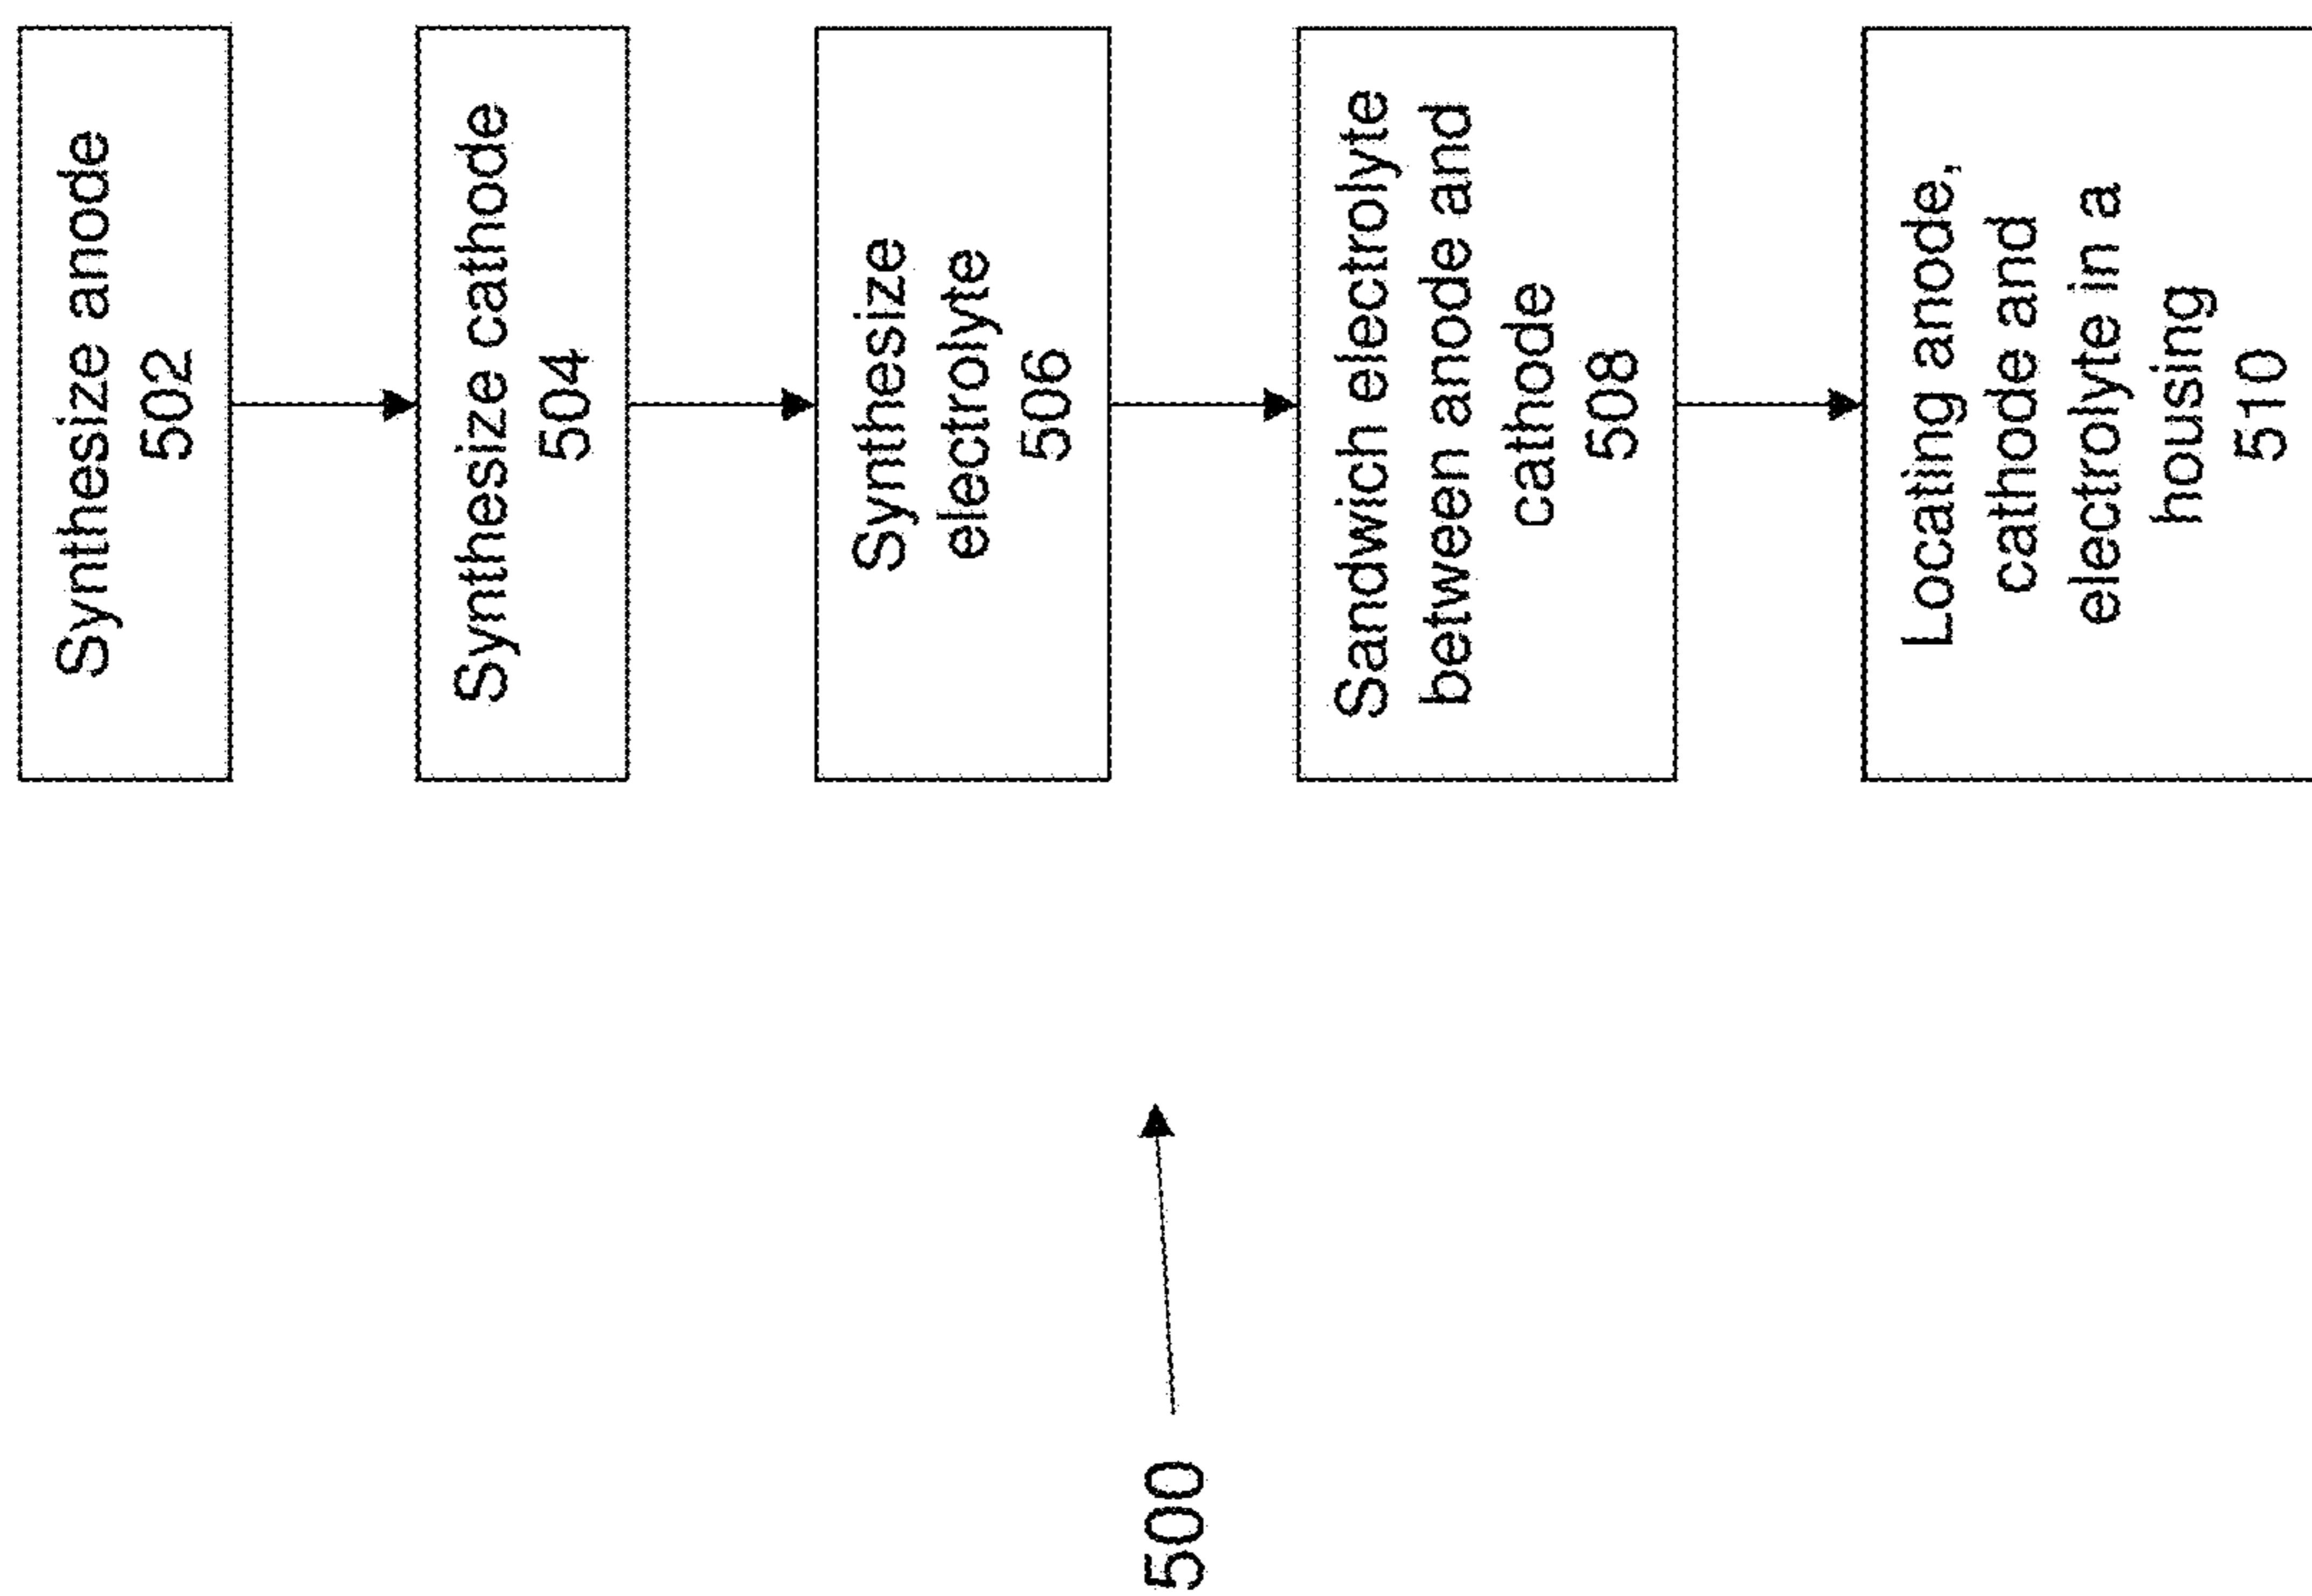 Synthesize anode
502
Synthesize cathode
504
Synthesize
electrolyte
506
Sandwich electrolyte
between anode and
cathode
508
Locating anode,
cathode and
electrolyte in a
housing
510
500